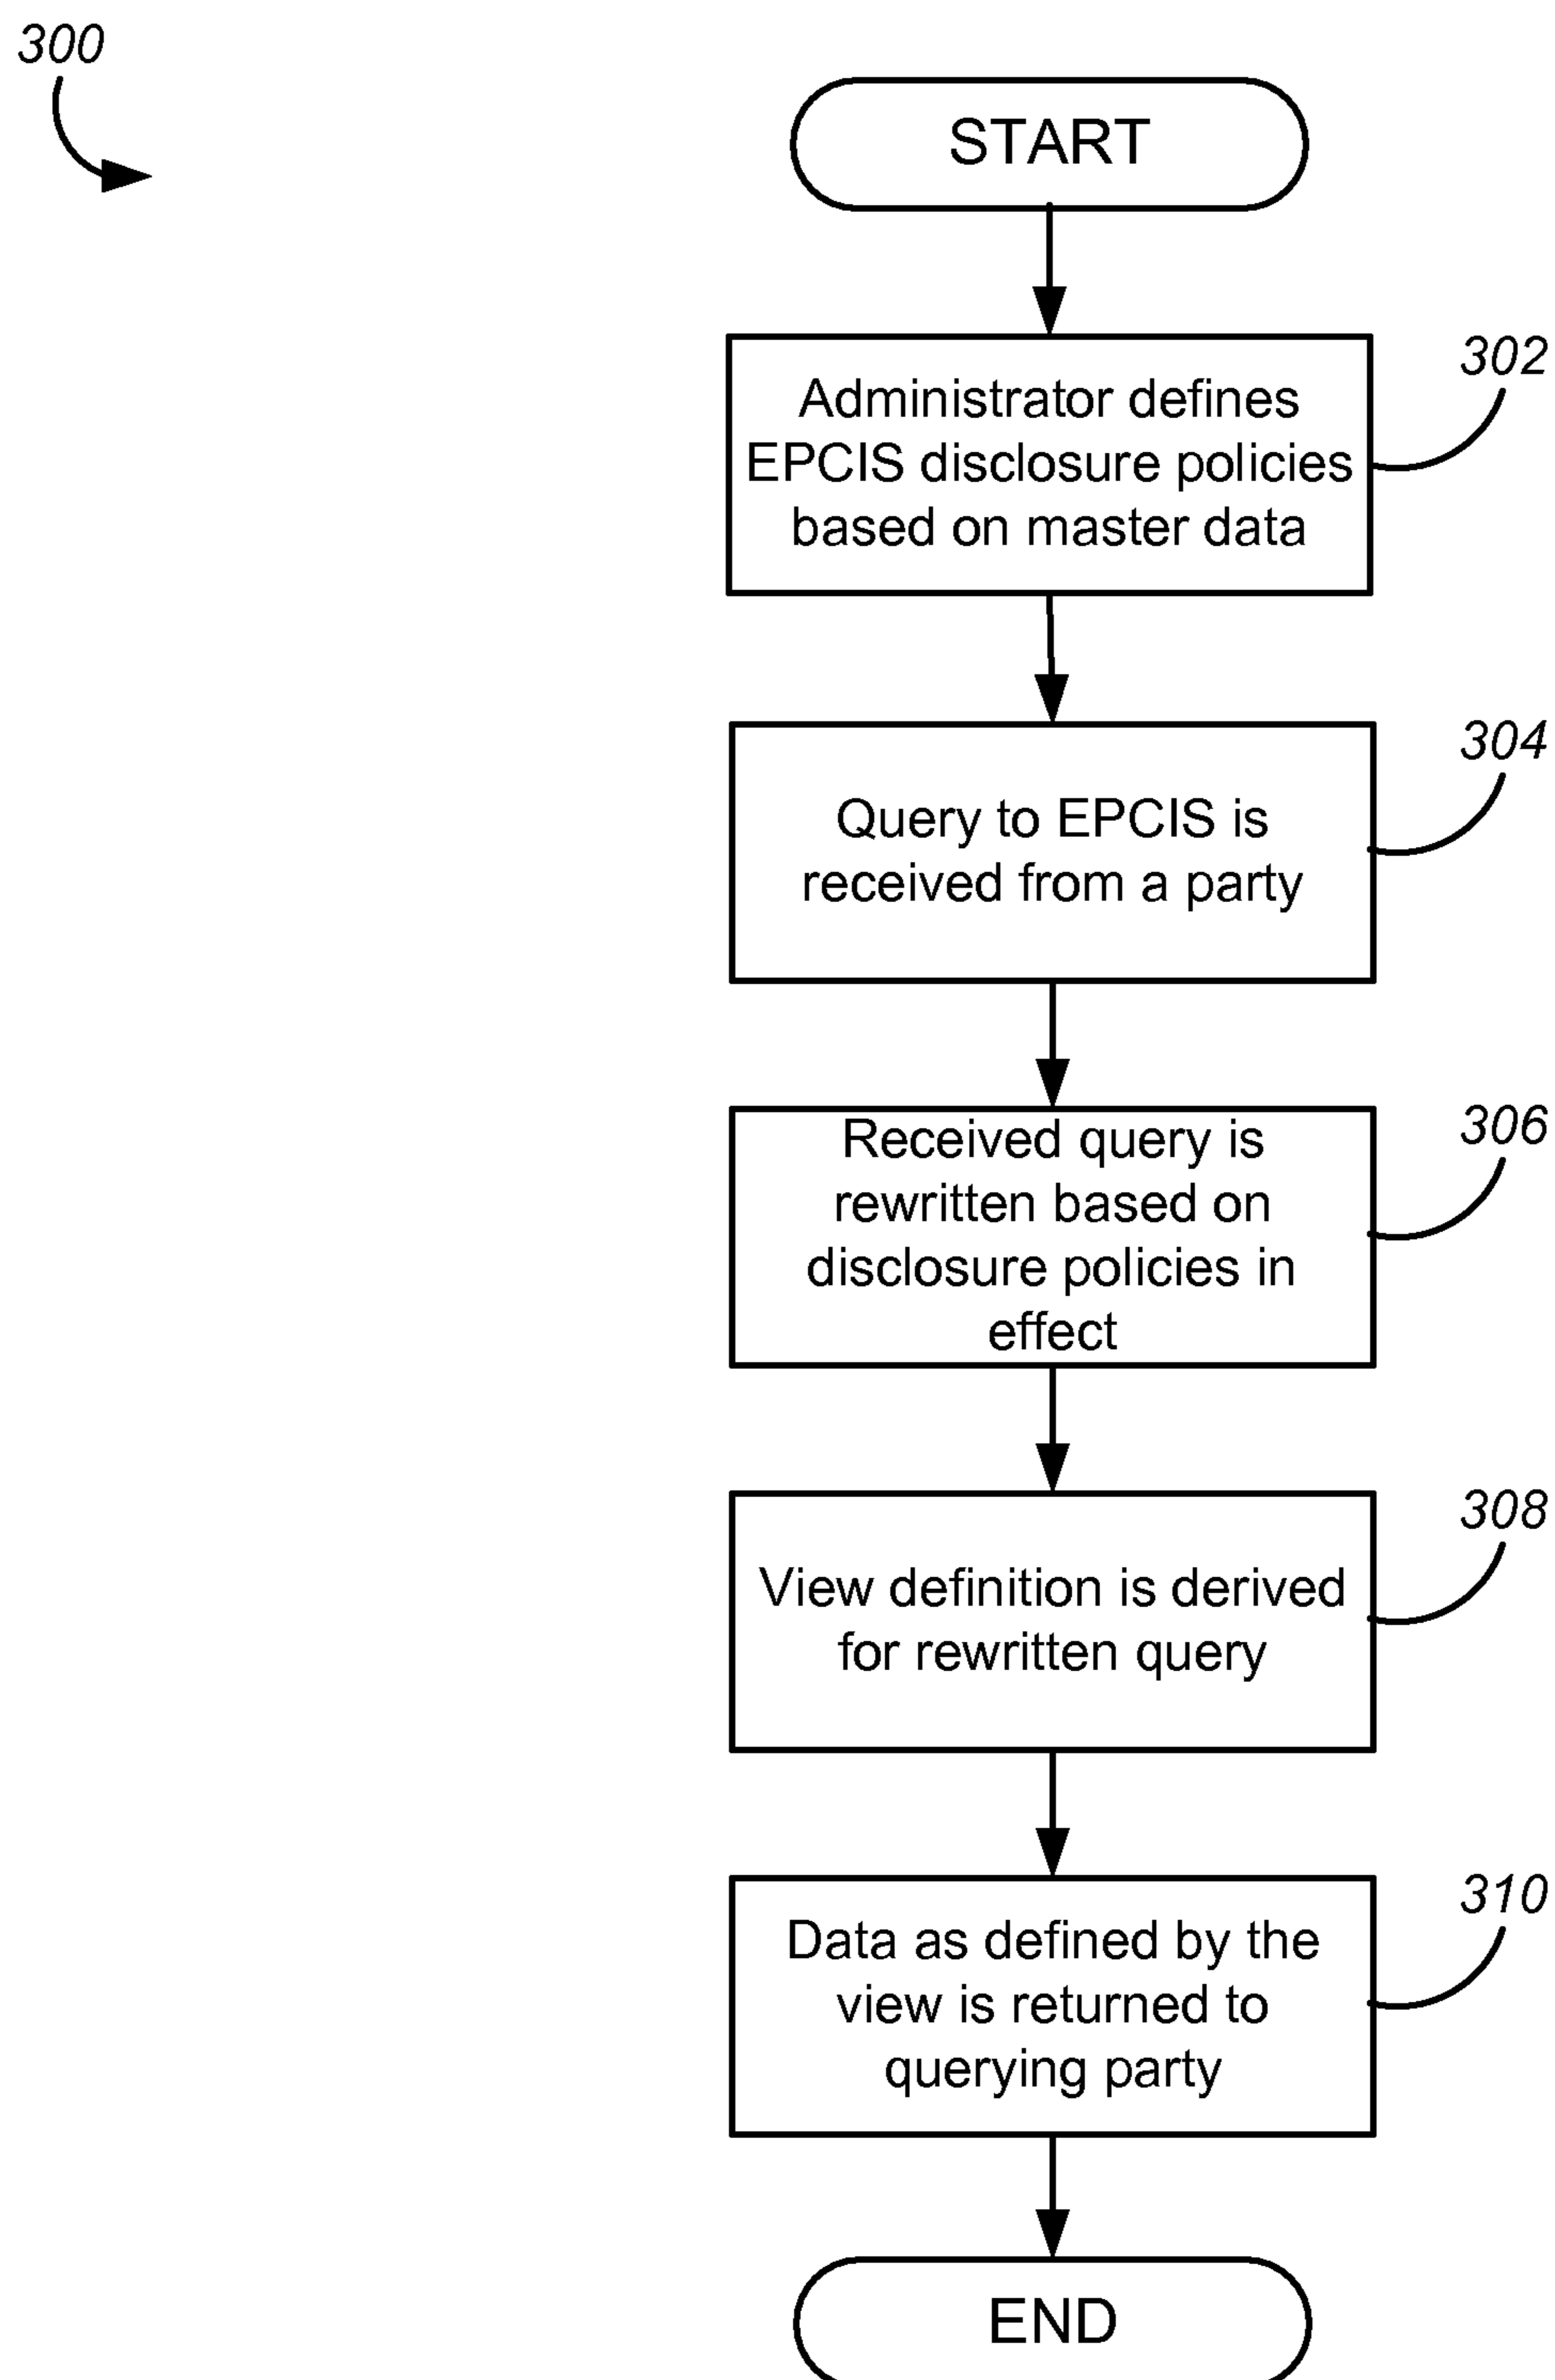 300
START
302
Administrator defines
EPCIS disclosure policies
based on master data
304
Query to EPCIS is
received from a party
306
Received query is
rewritten based on
disclosure policies in
effect
308
View definition is derived
for rewritten query
310
Data as defined by the
view is returned to
querying party
END